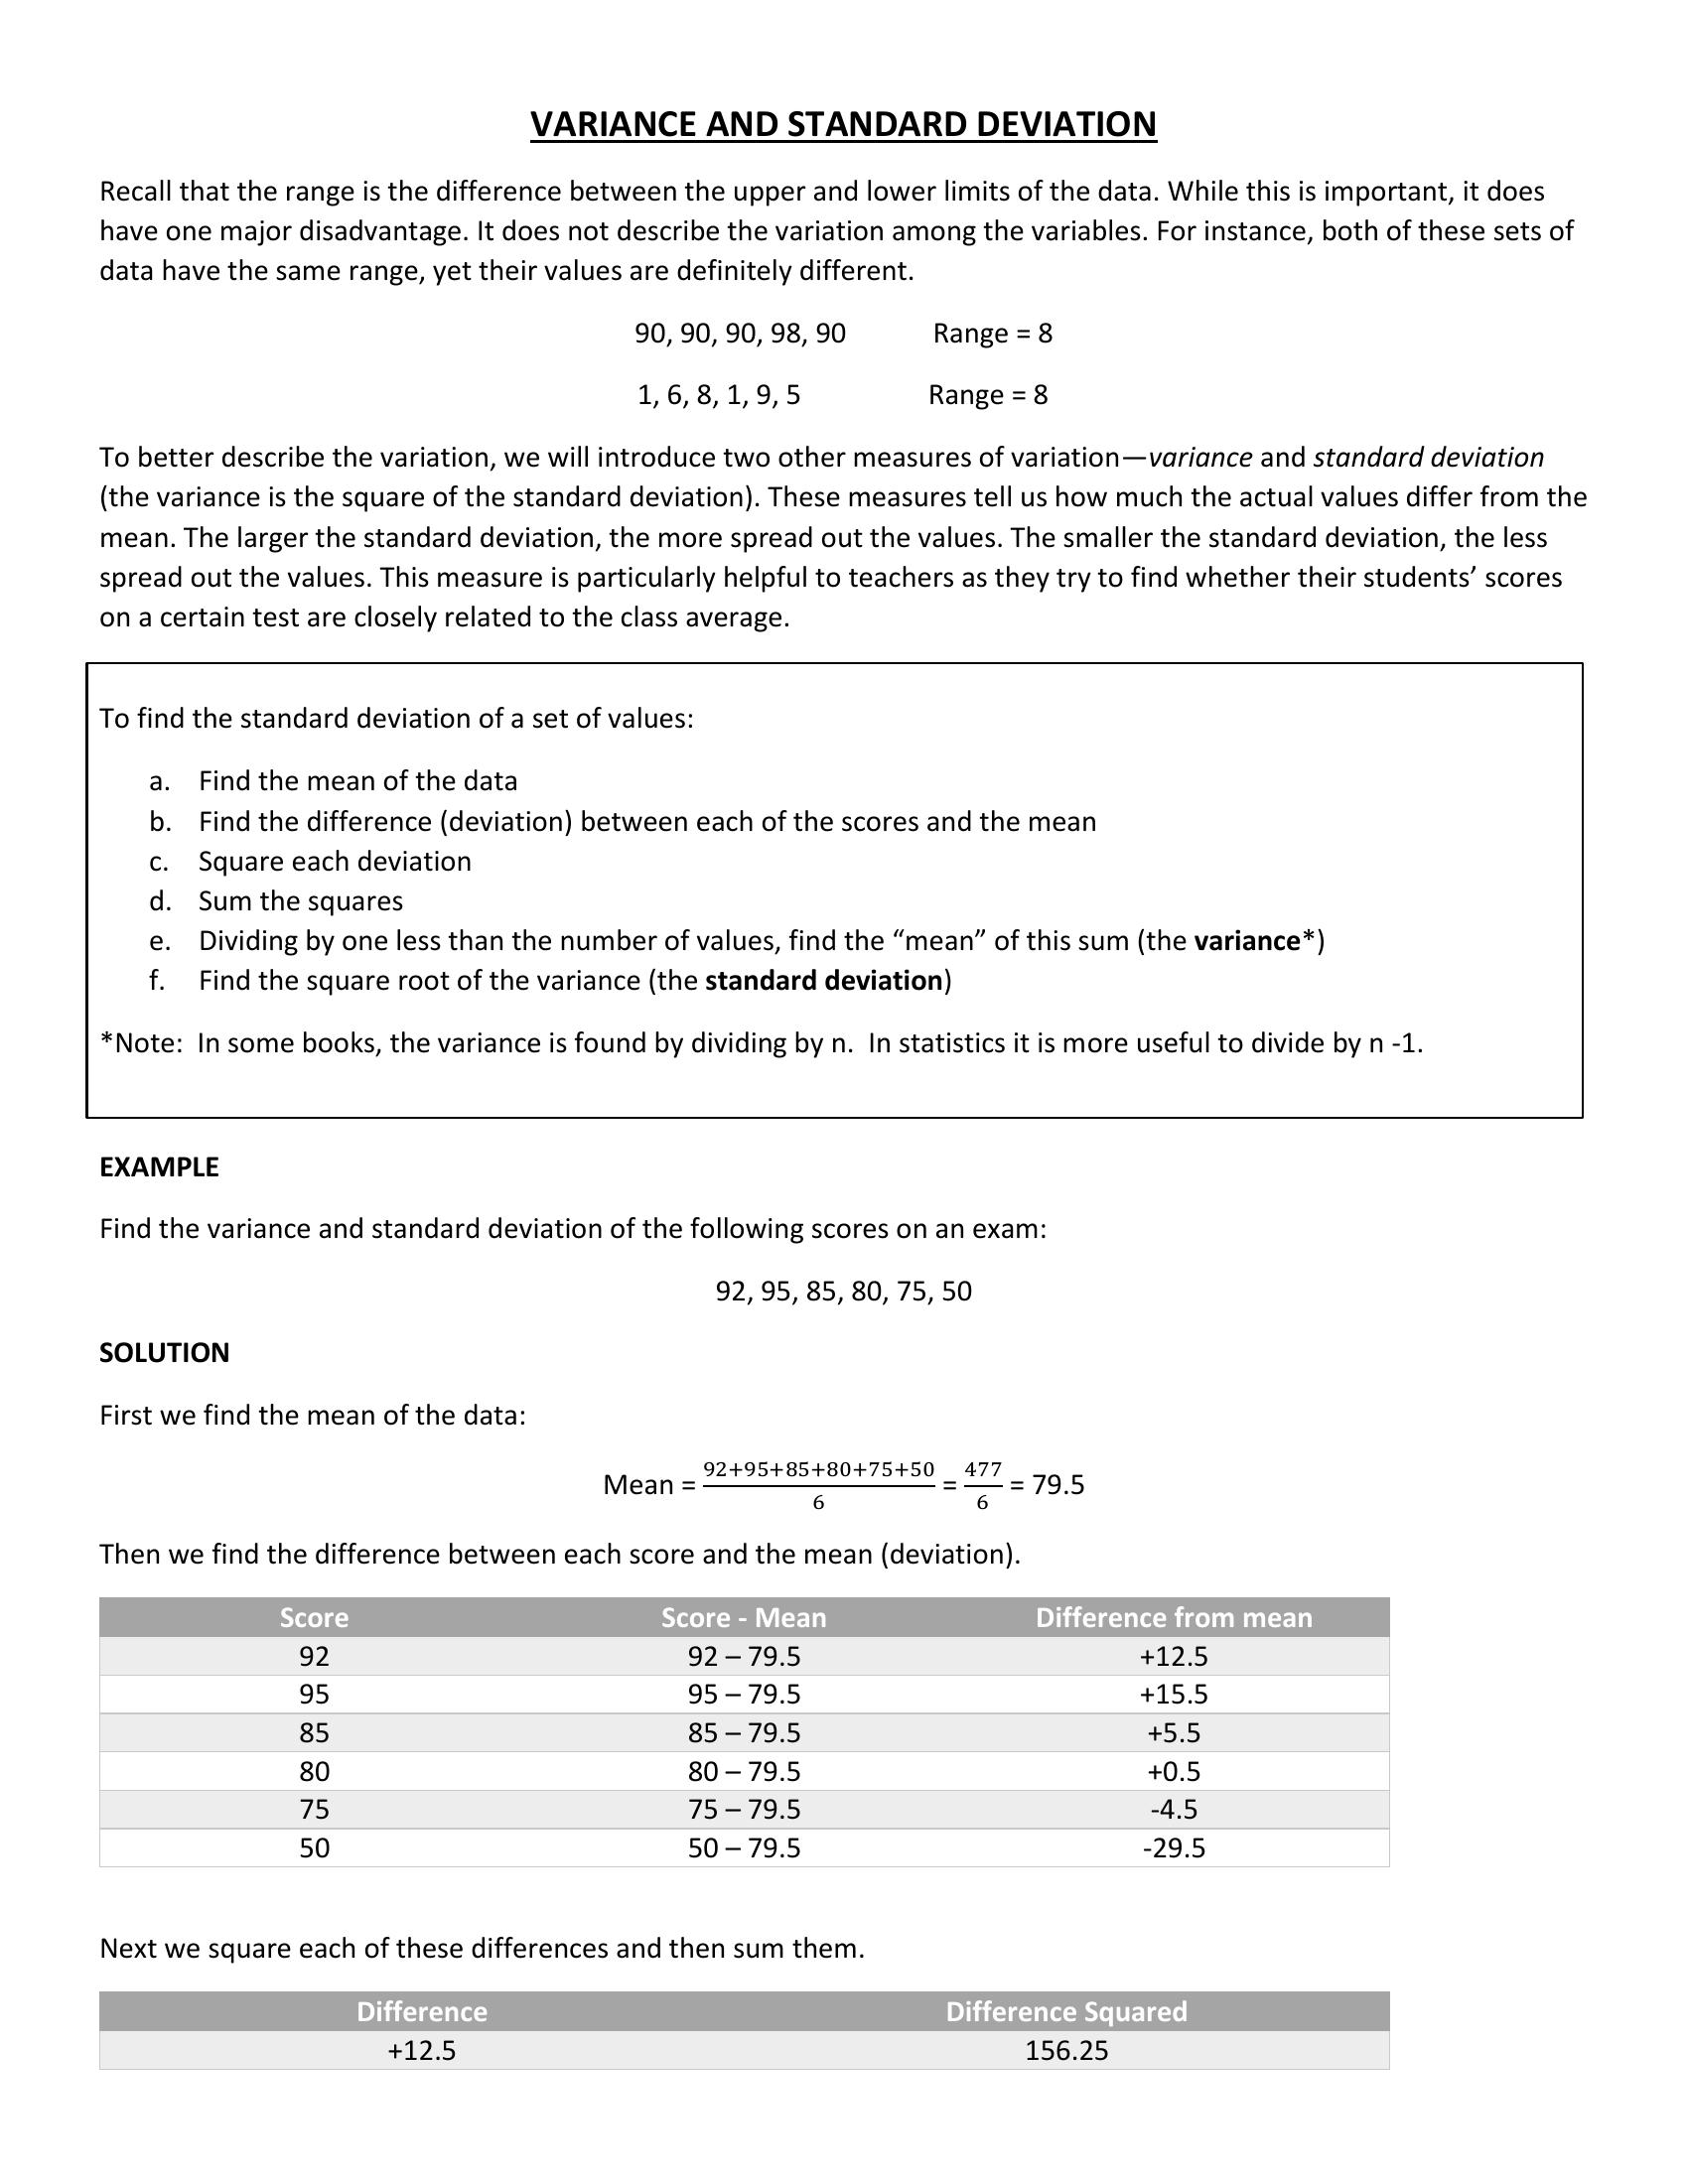 VARIANCE AND STANDARD DEVIATION
Recall that the range is the difference between the upper and lower limits of the data. While this is important, it does
have one major disadvantage. It does not describe the variation among the variables. For instance, both of these sets of
data have the same range, yet their values are definitely different.
90, 90, 90, 98, 90 Range = 8
1, 6, 8, 1, 9, 5 Range = 8
To better describe the variation, we will introduce two other measures of variation—variance and standard deviation
(the variance is the square of the standard deviation). These measures tell us how much the actual values differ from the
mean. The larger the standard deviation, the more spread out the values. The smaller the standard deviation, the less
spread out the values. This measure is particularly helpful to teachers as they try to find whether their students’ scores
on a certain test are closely related to the class average.
To find the standard deviation of a set of values:
a. Find the mean of the data
b. Find the difference (deviation) between each of the scores and the mean
c. Square each deviation
d. Sum the squares
e. Dividing by one less than the number of values, find the “mean” of this sum (the variance*)
f. Find the square root of the variance (the standard deviation)
*Note: In some books, the variance is found by dividing by n. In statistics it is more useful to divide by n -1.
EXAMPLE
Find the variance and standard deviation of the following scores on an exam:
92, 95, 85, 80, 75, 50
SOLUTION
First we find the mean of the data:
Mean = 92+95+85+80+75+50/6 = 477/6 = 79.5
Then we find the difference between each score and the mean (deviation).
Score Score - Mean Difference from mean
92 92 – 79.5 +12.5
95 95 – 79.5 +15.5
85 85 – 79.5 +5.5
80 80 – 79.5 +0.5
75 75 – 79.5 -4.5
50 50 – 79.5 -29.5
Next we square each of these differences and then sum them.
Difference Difference Squared
+12.5 156.25